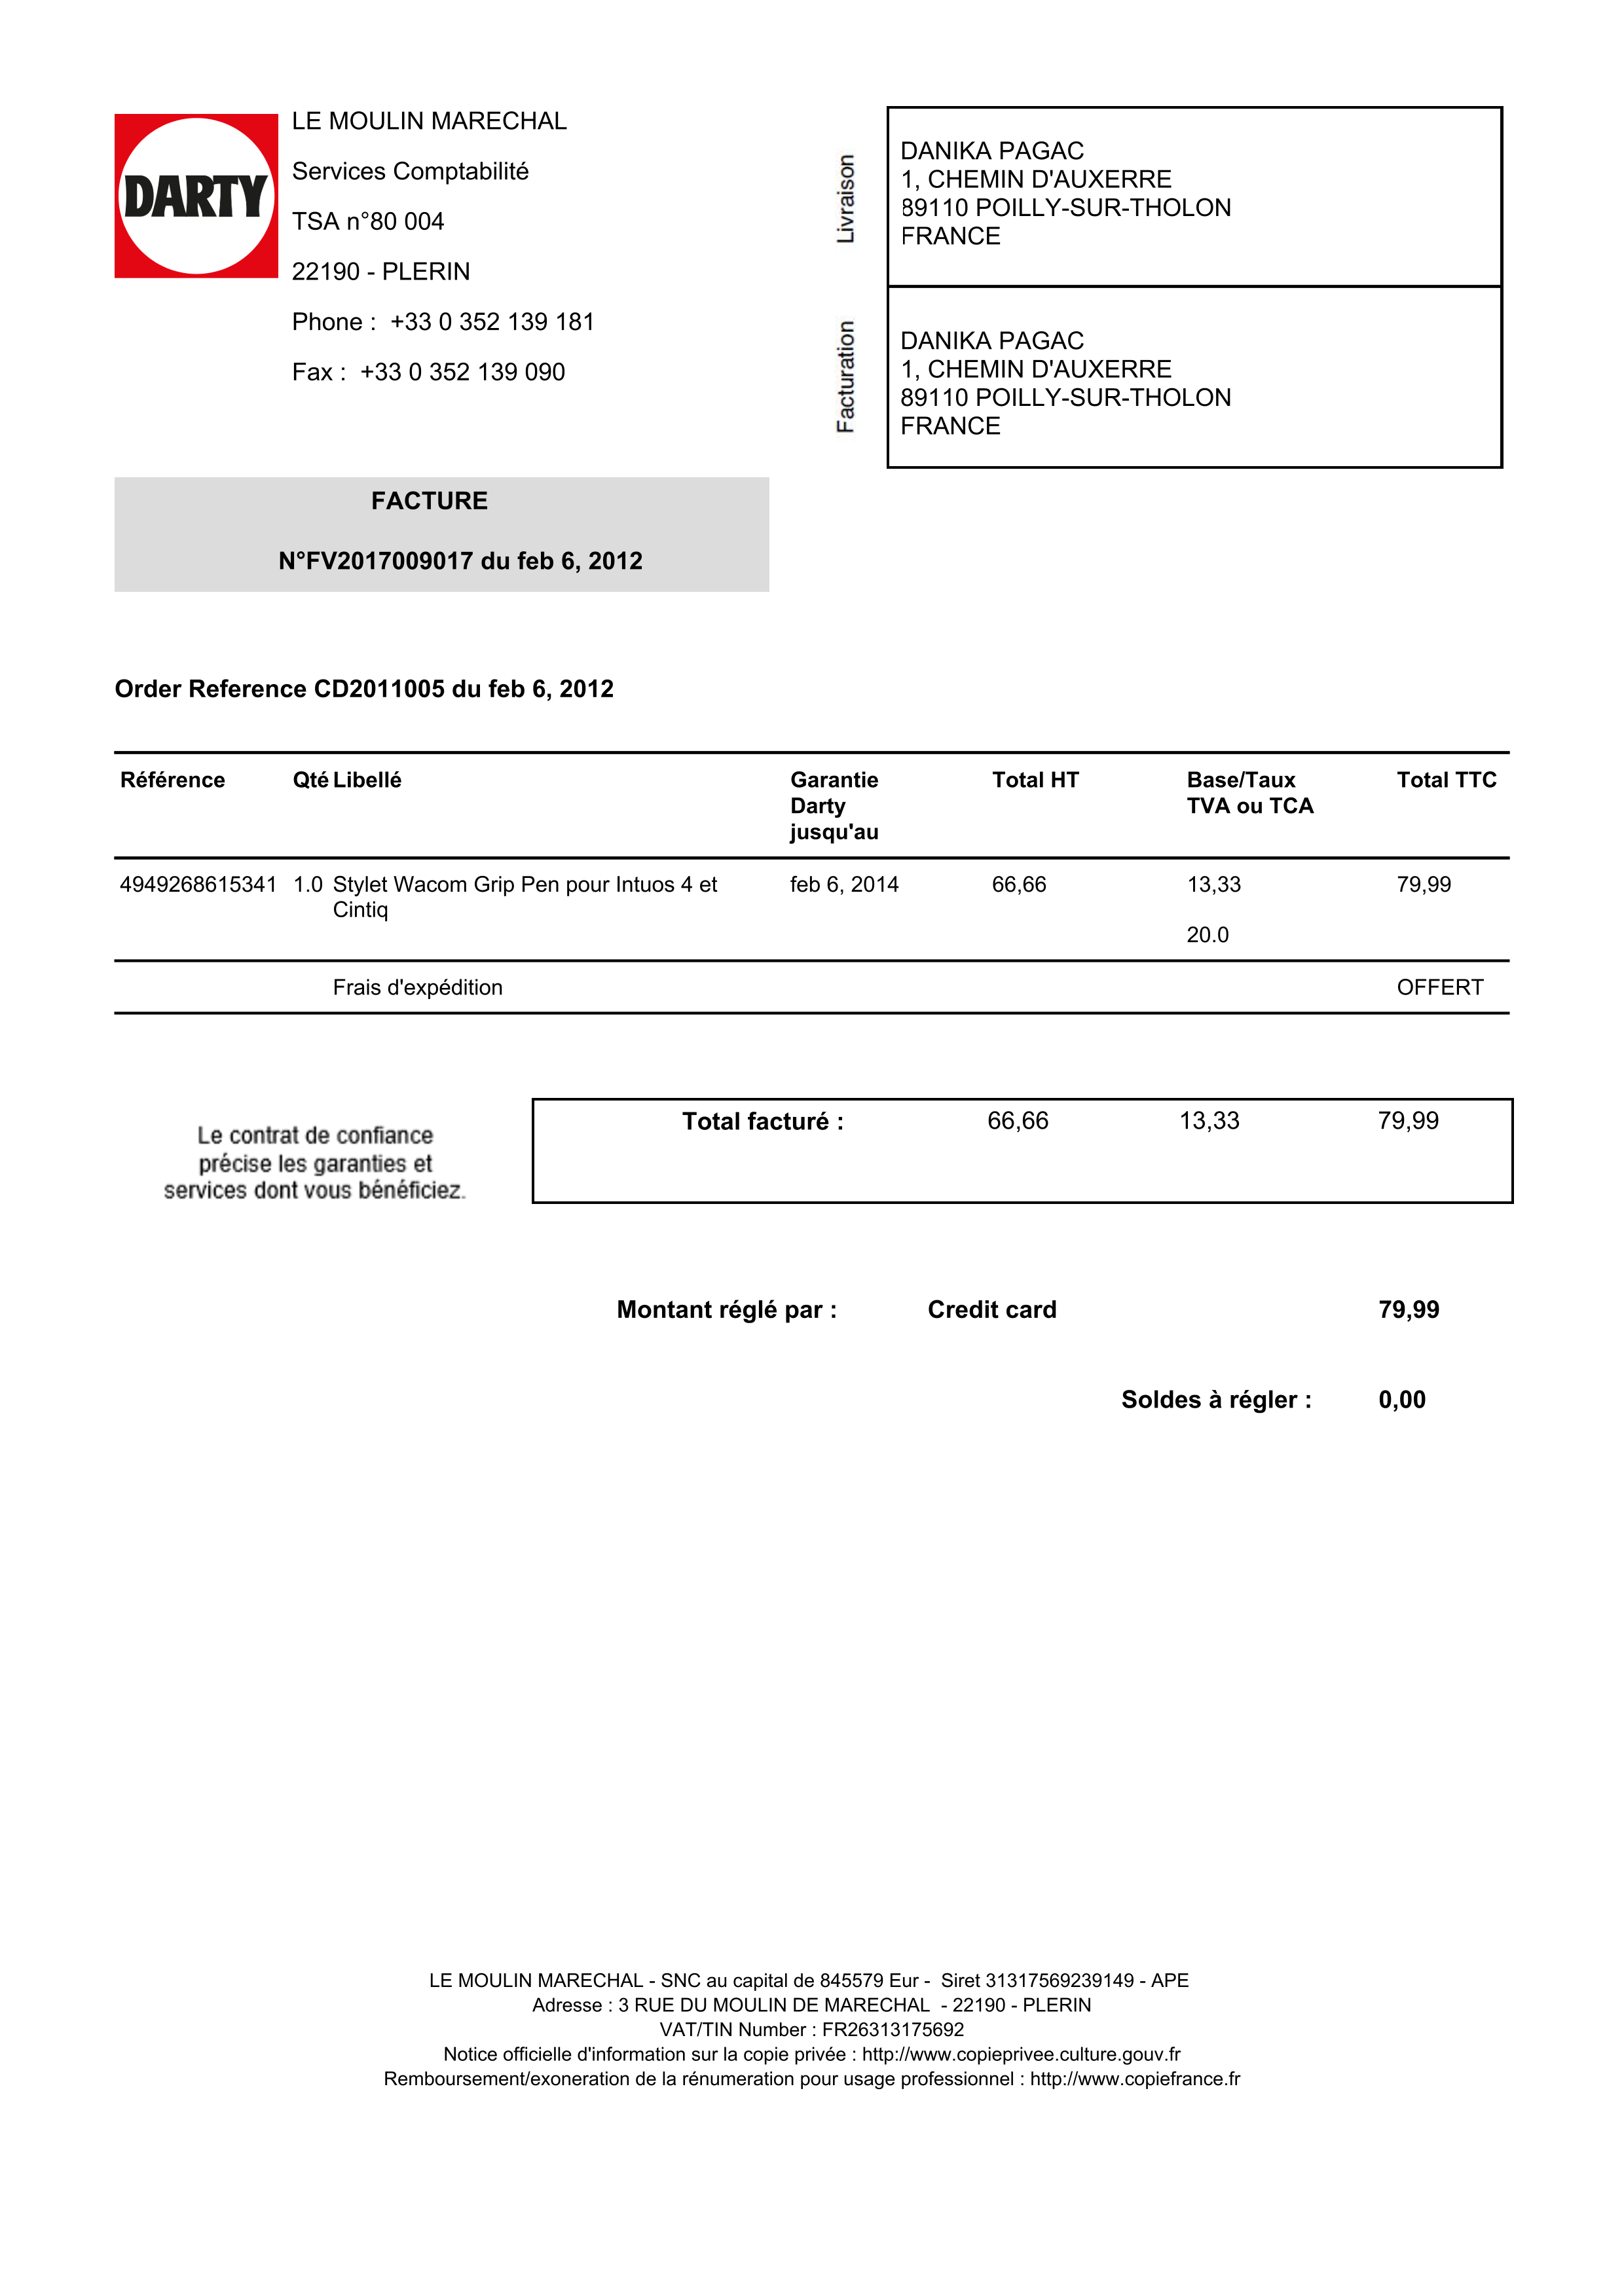 DARTY
LE MOULIN MARECHAL
Services Comptabilité
TSA n°80 004
22190 - PLERIN
Phone :  +33 0 352 139 181
Fax :  +33 0 352 139 090
Livraison
DANIKA PAGAC
1, CHEMIN D'AUXERRE
89110 POILLY-SUR-THOLON
FRANCE
Facturation
DANIKA PAGAC
1, CHEMIN D'AUXERRE
89110 POILLY-SUR-THOLON
FRANCE
FACTURE
N°FV2017009017 du feb 6, 2012
Order Reference CD2011005 du feb 6, 2012
Référence Qté Libellé Garantie Total HT Base/Taux Total TTC
Darty TVA ou TCA
jusqu'au
4949268615341 1.0 Stylet Wacom Grip Pen pour Intuos 4 et feb 6, 2014 66,66 13,33 79,99
Cintiq
20.0
Frais d'expédition OFFERT
Total facturé : 66,66 13,33 79,99
Le contrat de confiance
précise les garanties et
services dont vous bénéficiez.
Montant réglé par : Credit card 79,99
Soldes à régler : 0,00
LE MOULIN MARECHAL - SNC au capital de 845579 Eur -  Siret 31317569239149 - APE
Adresse : 3 RUE DU MOULIN DE MARECHAL  - 22190 - PLERIN
VAT/TIN Number : FR26313175692
Notice officielle d'information sur la copie privée : http://www.copieprivee.culture.gouv.fr
Remboursement/exoneration de la rénumeration pour usage professionnel : http://www.copiefrance.fr